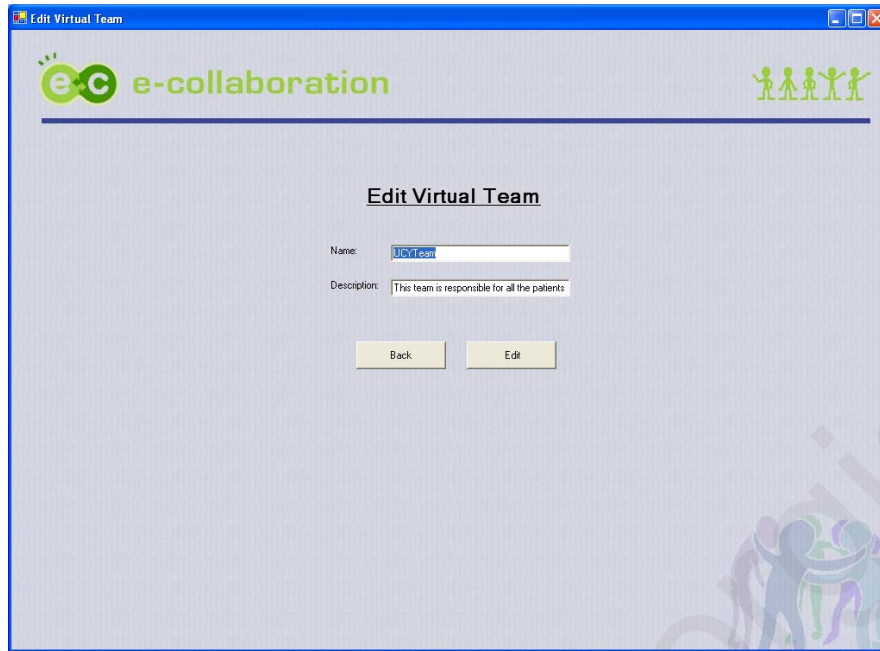 Edit Virtual Team
e-c e-collaboration
Edit Virtual Team
Name: UCYTeam
Description: This team is responsible for all the patients
Back Edit